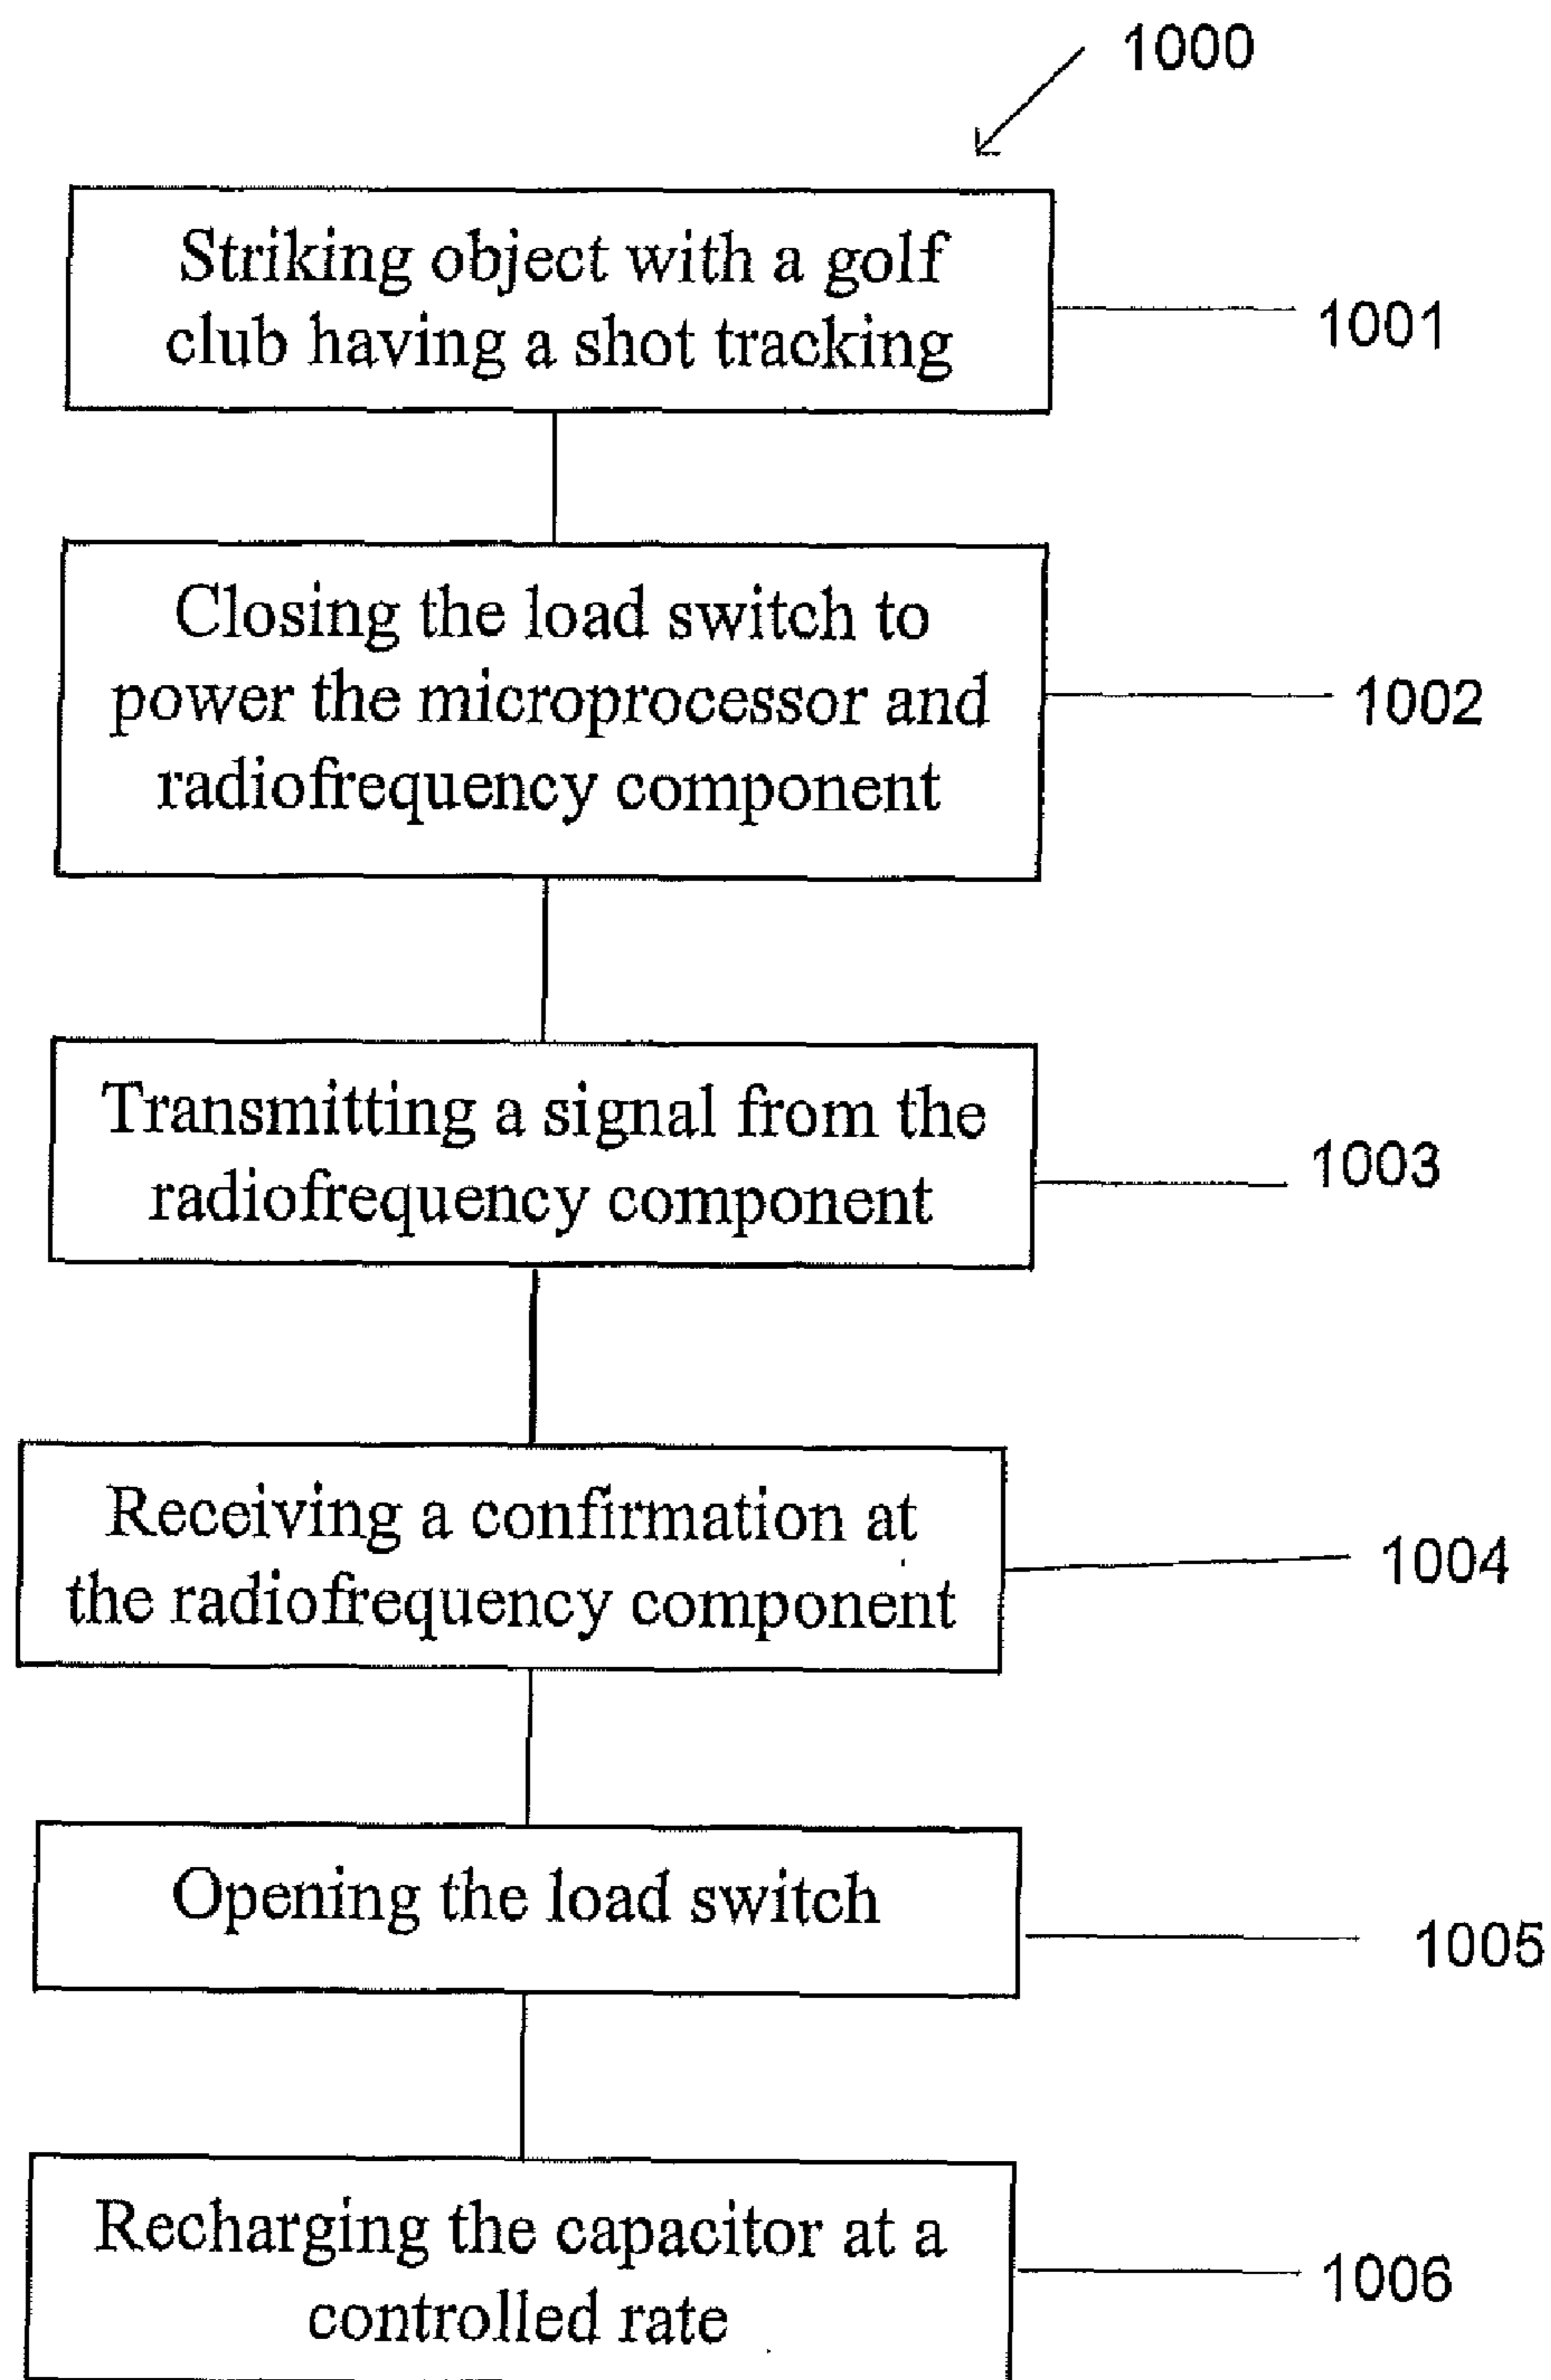 1000
Striking object with a golf
club having a shot tracking
1001
Closing the load switch to
power the microprocessor and
radiofrequency component
1002
Transmitting a signal from the
radiofrequency component
1003
Receiving a confirmation at
the radiofrequency component
1004
Opening the load switch
1005
Recharging the capacitor at a
controlled rate
1006